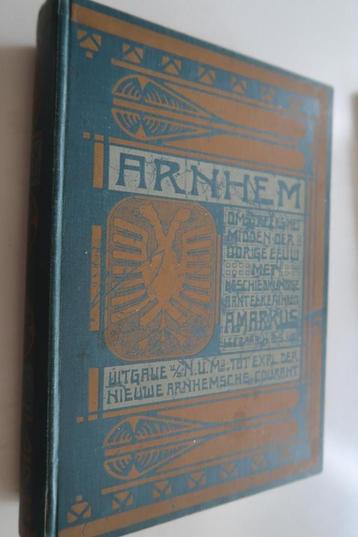 ARNHEM
OMSTREEKS HET
MIDDEN DER
VORIGE EEUW
MET
GESCHIEDKUNDIGE
AANTEEKENINGEN
A. MARKUS
UITGAVE v/d N.V. Mij. TOT EXPL. DER
NIEUWE ARNHEMSCHE COURANT